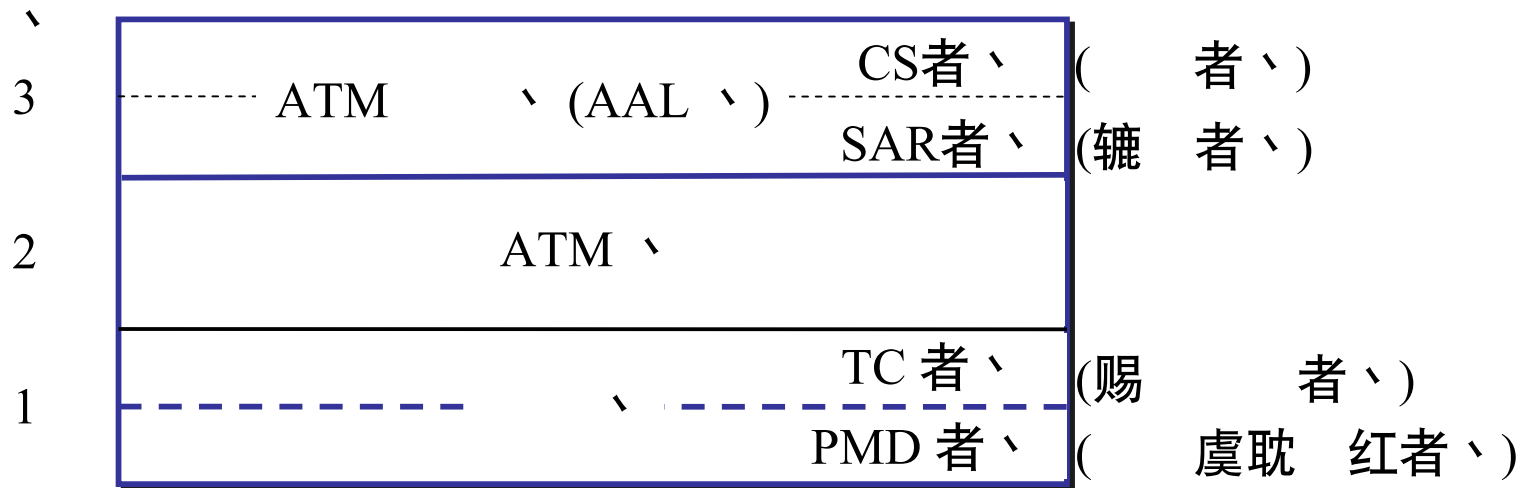 、
CS者、 ( 者、)
3 ATM 、(AAL 、)
SAR者、 (辘 者、)
2 ATM 、
TC 者、 (赐 者、)
1 、
PMD 者、 ( 虞耽 红者、)